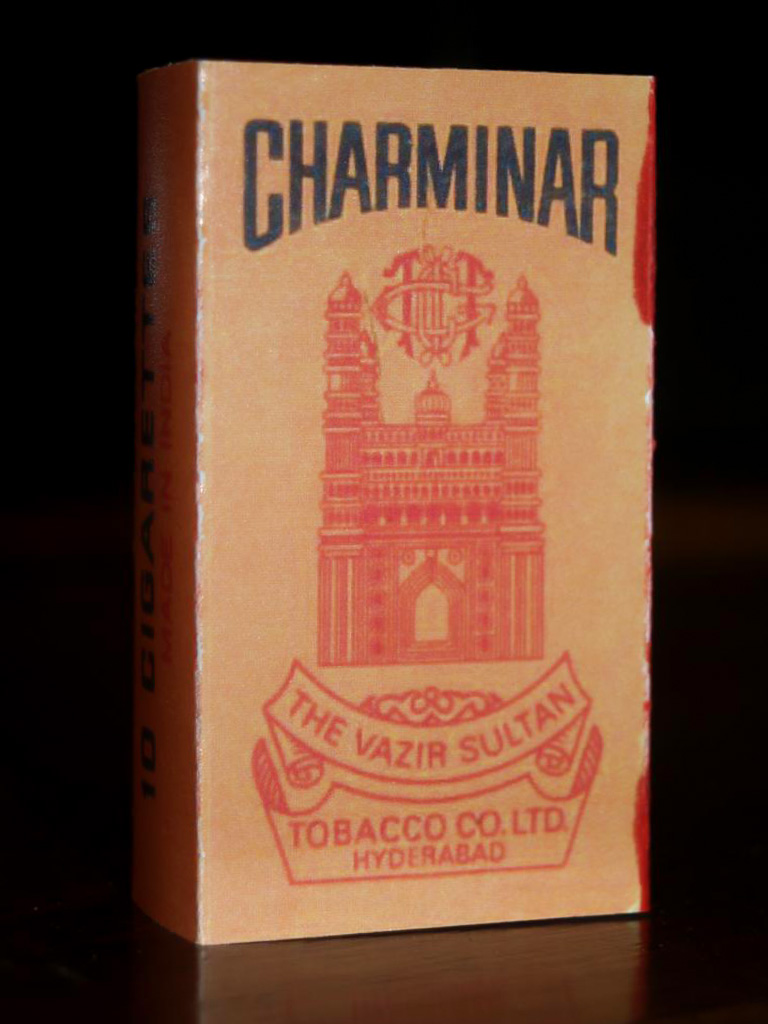 CHARMINAR
THE VAZIR SULTAN
TOBACCO CO. LTD.
HYDERABAD
10 CIGARETTES
MADE IN INDIA